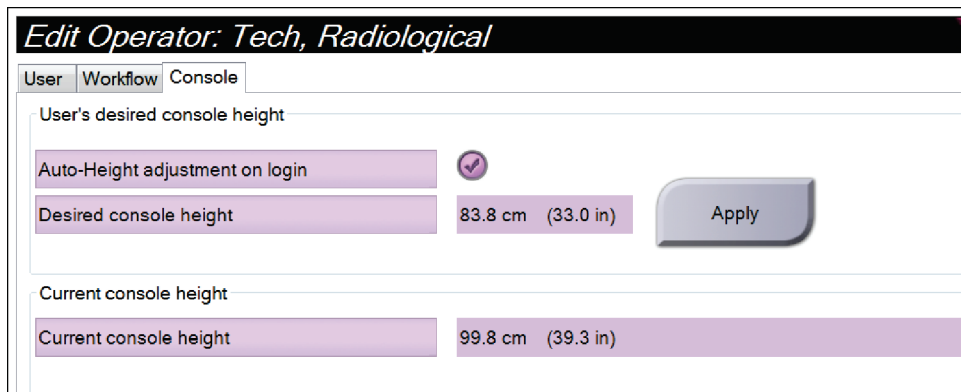 Edit Operator: Tech, Radiological
User Workflow Console
User's desired console height
Auto-Height adjustment on login
Desired console height 83.8 cm (33.0 in) Apply
Current console height
Current console height 99.8 cm (39.3 in)